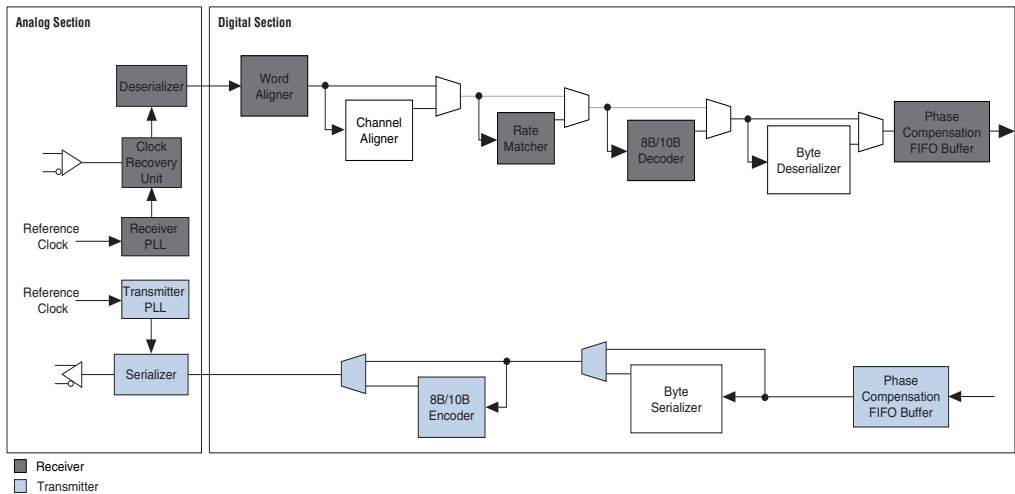 Analog Section
Digital Section
Deserializer
Word
Aligner
Channel
Aligner
Rate
Matcher
8B/10B
Decoder
Byte
Deserializer
Phase
Compensation
FIFO Buffer
Clock
Recovery
Unit
Reference
Clock
Receiver
PLL
Reference
Clock
Transmitter
PLL
Serializer
8B/10B
Encoder
Byte
Serializer
Phase
Compensation
FIFO Buffer
Receiver
Transmitter